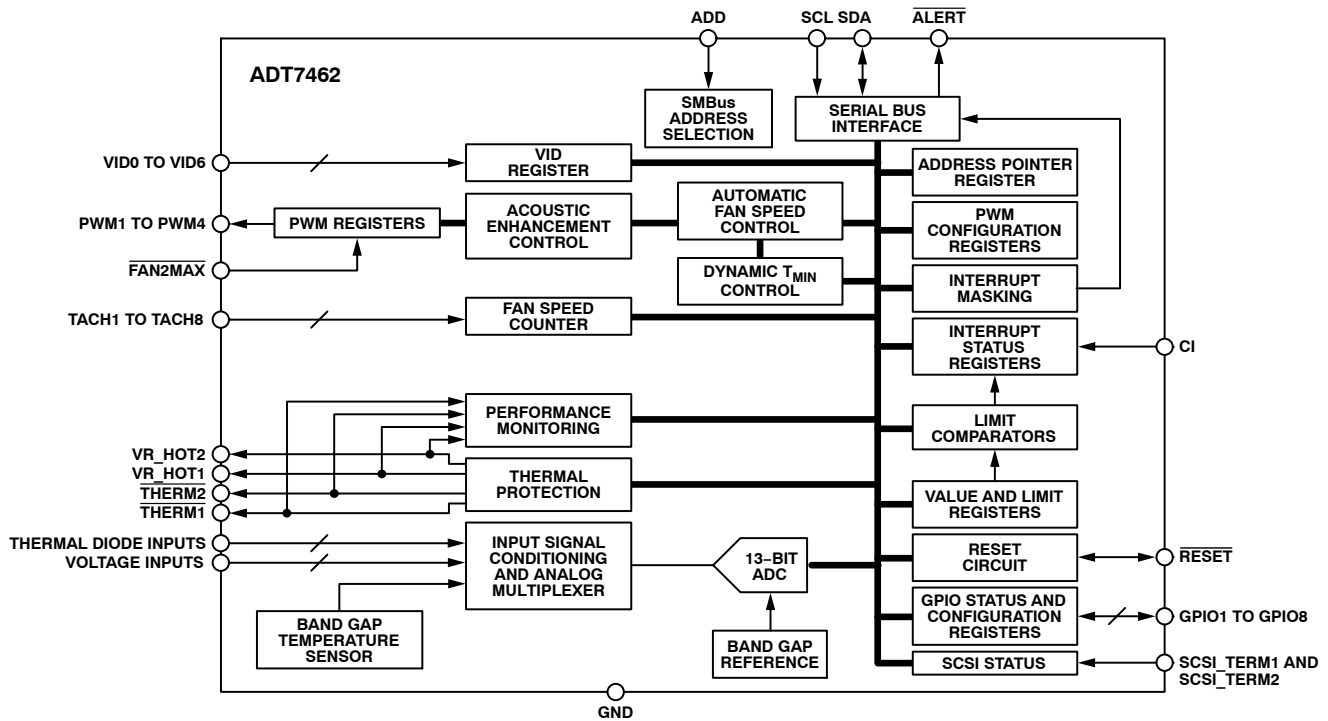 ADD
SCL SDA
ALERT
ADT7462
SMBus
ADDRESS
SELECTION
SERIAL BUS
INTERFACE
VID0 TO VID6
VID
REGISTER
ADDRESS POINTER
REGISTER
PWM1 TO PWM4
PWM REGISTERS
ACOUSTIC
ENHANCEMENT
CONTROL
AUTOMATIC
FAN SPEED
CONTROL
PWM
CONFIGURATION
REGISTERS
FAN2MAX
DYNAMIC TMIN
CONTROL
INTERRUPT
MASKING
TACH1 TO TACH8
FAN SPEED
COUNTER
INTERRUPT
STATUS
REGISTERS
CI
PERFORMANCE
MONITORING
LIMIT
COMPARATORS
VR_HOT2
VR_HOT1
THERM2
THERM1
THERMAL
PROTECTION
VALUE AND LIMIT
REGISTERS
THERMAL DIODE INPUTS
VOLTAGE INPUTS
INPUT SIGNAL
CONDITIONING
AND ANALOG
MULTIPLEXER
13–BIT
ADC
RESET
CIRCUIT
RESET
BAND GAP
TEMPERATURE
SENSOR
BAND GAP
REFERENCE
GPIO STATUS AND
CONFIGURATION
REGISTERS
GPIO1 TO GPIO8
SCSI STATUS
SCSI_TERM1 AND
SCSI_TERM2
GND